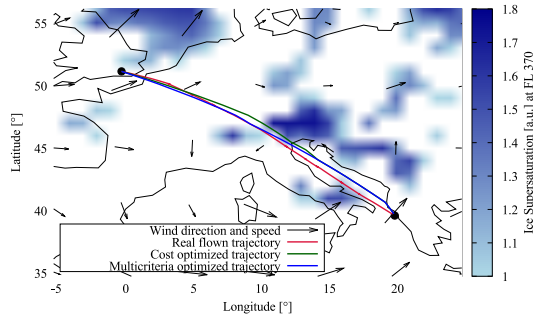 55
50
45
40
35
Latitude [°]
-5
0
5
10
15
20
Longitude [°]
Wind direction and speed
Real flown trajectory
Cost optimized trajectory
Multicriteria optimized trajectory
1.8
1.7
1.6
1.5
1.4
1.3
1.2
1.1
1
Ice Supersaturation [a.u.] at FL 370